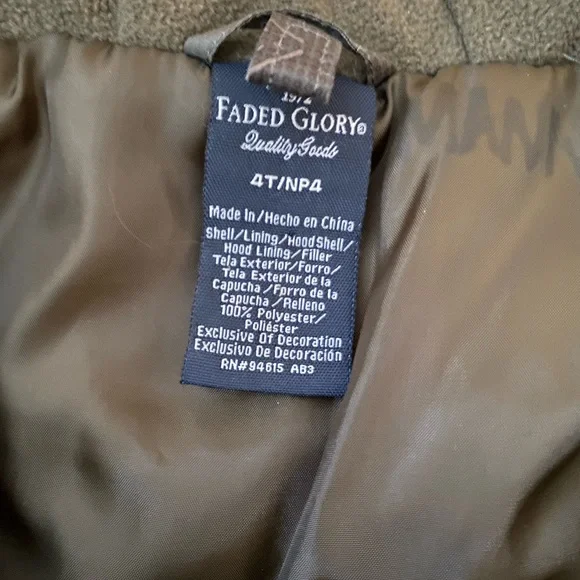 1972
FADED GLORY®
Quality Goods
4T/NP4
Made in/Hecho en China
Shell/Lining/HoodShell/
Hood Lining/Filler
Tela Exterior/Forro/
Tela Exterior de la
Capucha/Forro de la
Capucha/Relleno
100% Polyester/
Poliéster
Exclusive Of Decoration
Exclusivo De Decoración
RN#94615 AB3